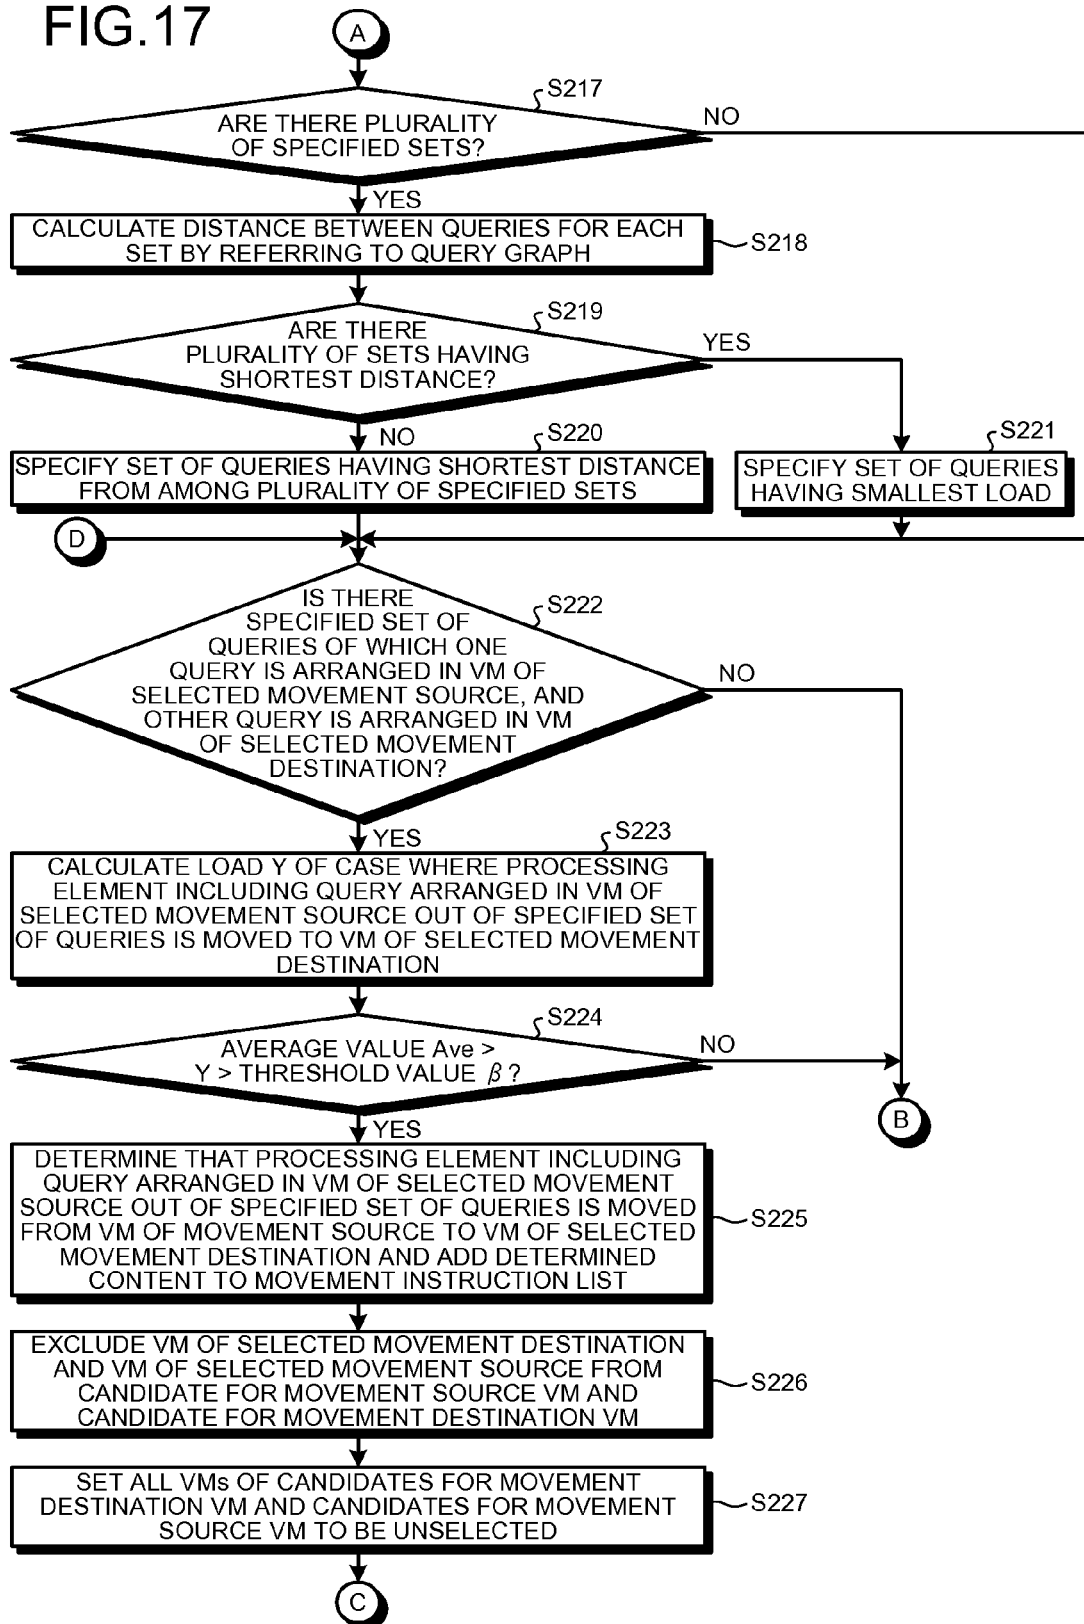 FIG.17
A
S217
ARE THERE PLURALITY
OF SPECIFIED SETS?
NO
YES
CALCULATE DISTANCE BETWEEN QUERIES FOR EACH
SET BY REFERRING TO QUERY GRAPH
S218
S219
ARE THERE
PLURALITY OF SETS HAVING
SHORTEST DISTANCE?
YES
NO
S220
SPECIFY SET OF QUERIES HAVING SHORTEST DISTANCE
FROM AMONG PLURALITY OF SPECIFIED SETS
S221
SPECIFY SET OF QUERIES
HAVING SMALLEST LOAD
D
S222
IS THERE
SPECIFIED SET OF
QUERIES OF WHICH ONE
QUERY IS ARRANGED IN VM OF
SELECTED MOVEMENT SOURCE, AND
OTHER QUERY IS ARRANGED IN VM
OF SELECTED MOVEMENT
DESTINATION?
NO
YES
S223
CALCULATE LOAD Y OF CASE WHERE PROCESSING
ELEMENT INCLUDING QUERY ARRANGED IN VM OF
SELECTED MOVEMENT SOURCE OUT OF SPECIFIED SET
OF QUERIES IS MOVED TO VM OF SELECTED MOVEMENT
DESTINATION
S224
AVERAGE VALUE Ave >
Y > THRESHOLD VALUE β?
NO
B
YES
DETERMINE THAT PROCESSING ELEMENT INCLUDING
QUERY ARRANGED IN VM OF SELECTED MOVEMENT
SOURCE OUT OF SPECIFIED SET OF QUERIES IS MOVED
FROM VM OF MOVEMENT SOURCE TO VM OF SELECTED
MOVEMENT DESTINATION AND ADD DETERMINED
CONTENT TO MOVEMENT INSTRUCTION LIST
S225
EXCLUDE VM OF SELECTED MOVEMENT DESTINATION
AND VM OF SELECTED MOVEMENT SOURCE FROM
CANDIDATE FOR MOVEMENT SOURCE VM AND
CANDIDATE FOR MOVEMENT DESTINATION VM
S226
SET ALL VMs OF CANDIDATES FOR MOVEMENT
DESTINATION VM AND CANDIDATES FOR MOVEMENT
SOURCE VM TO BE UNSELECTED
S227
C